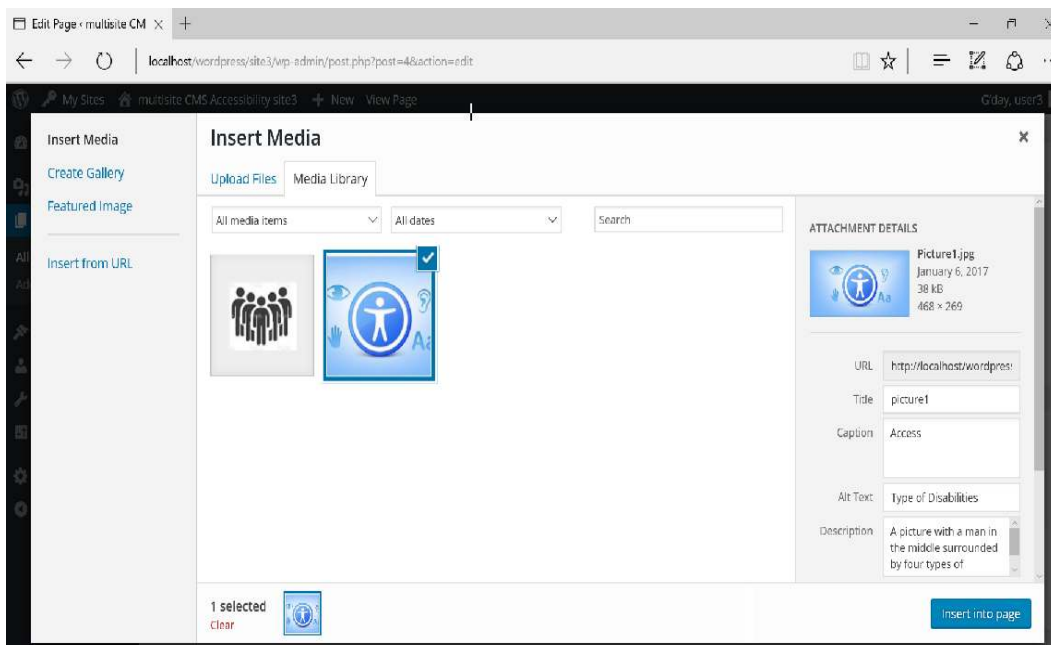 Edit Page ‹ multisite CM
localhost/wordpress/site3/wp-admin/post.php?post=4&action=edit
My Sites multisite CMS Accessibility site3 + New View Page G'day, user3
Insert Media
Create Gallery
Featured Image
Insert from URL
Insert Media
Upload Files Media Library
All media items All dates Search
1 selected
Clear
ATTACHMENT DETAILS
Picture1.jpg
January 6, 2017
38 kB
468 × 269
URL http://localhost/wordpres
Title picture1
Caption Access
Alt Text Type of Disabilities
Description A picture with a man in
the middle surrounded
by four types of
Insert into page
All
Aa